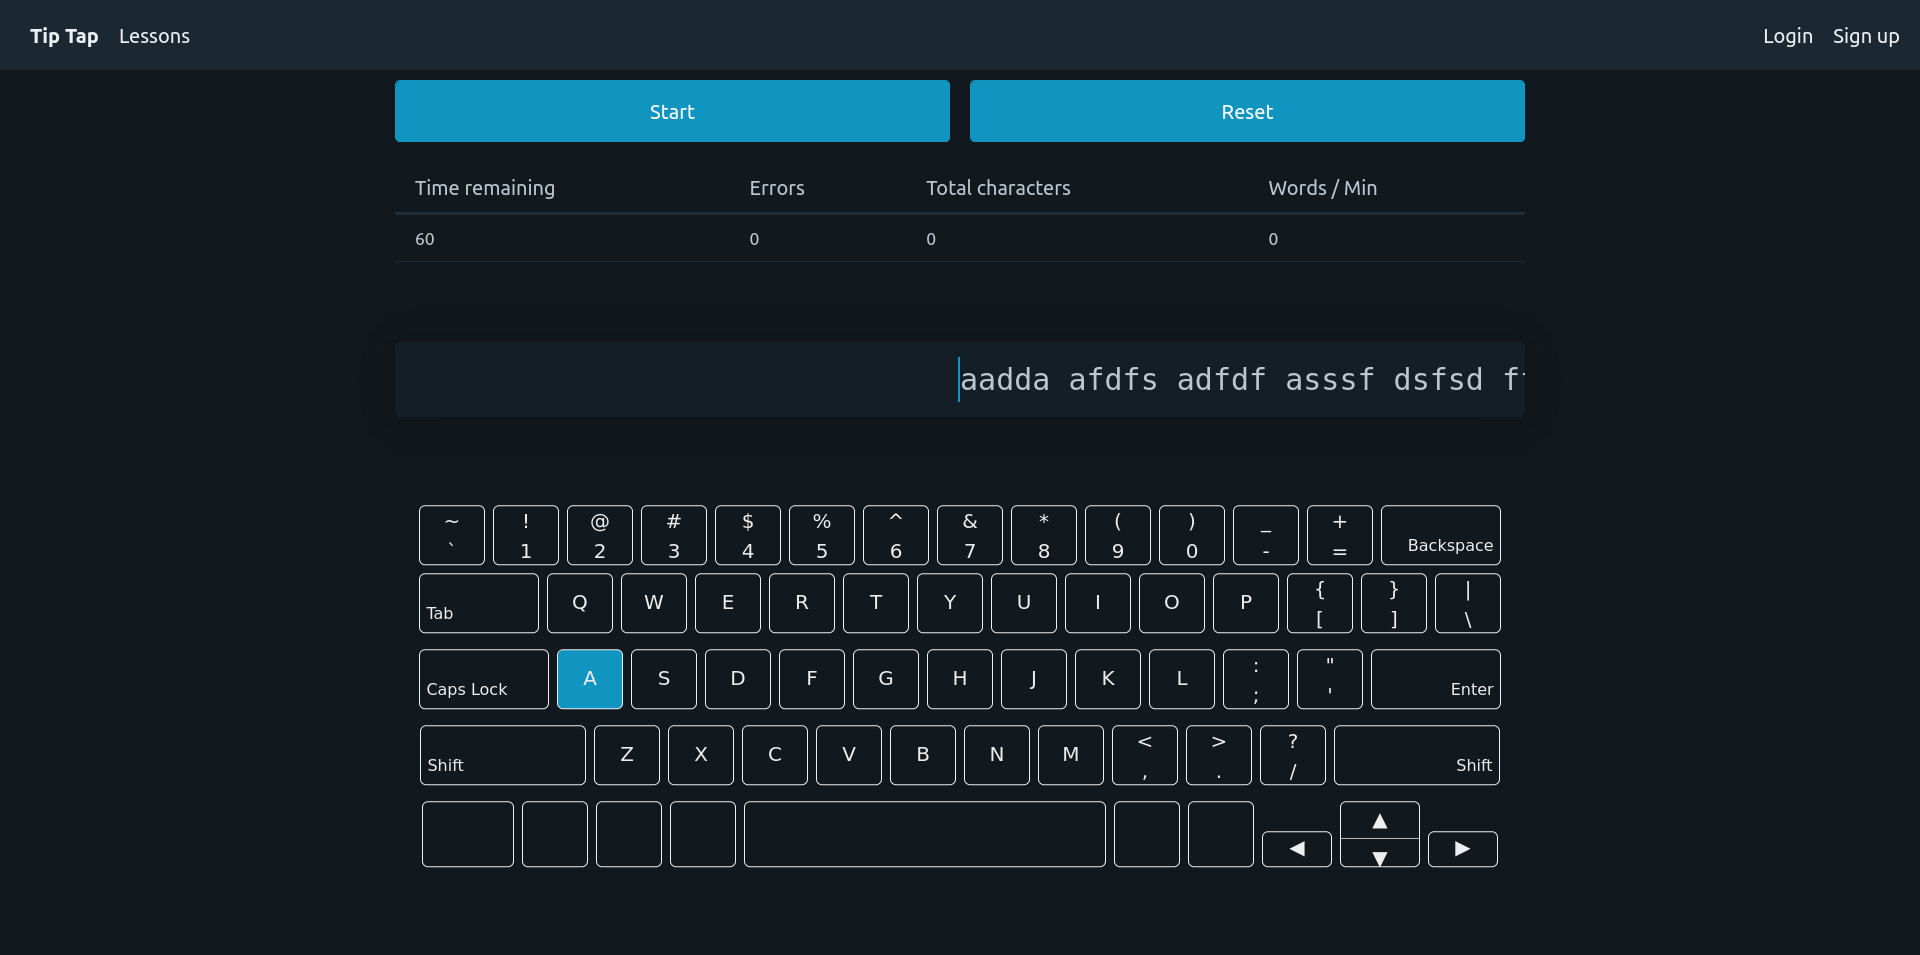 Tip Tap Lessons Login Sign up
Start Reset
Time remaining Errors Total characters Words / Min
60 0 0 0
aadda afdfs adfdf asssf dsfsd f
~ ! @ # $ % ^ & * ( ) _ +
` 1 2 3 4 5 6 7 8 9 0 - = Backspace
Tab Q W E R T Y U I O P { } |
[ ] \
Caps Lock A S D F G H J K L : "
; ' Enter
Shift Z X C V B N M < > ?
, . / Shift
▲
◀ ▼ ▶